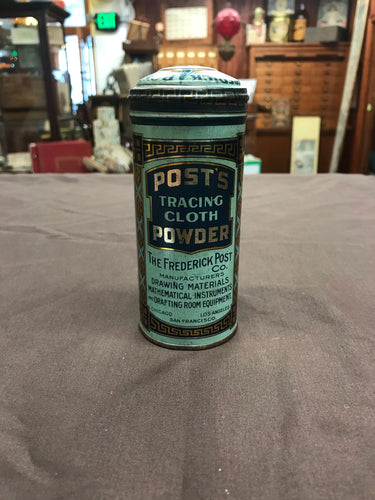 POST'S
TRACING
CLOTH
POWDER
THE FREDERICK POST
CO.
MANUFACTURERS
DRAWING MATERIALS
MATHEMATICAL INSTRUMENTS
AND DRAFTING ROOM EQUIPMENT
CHICAGO LOS ANGELES
SAN FRANCISCO